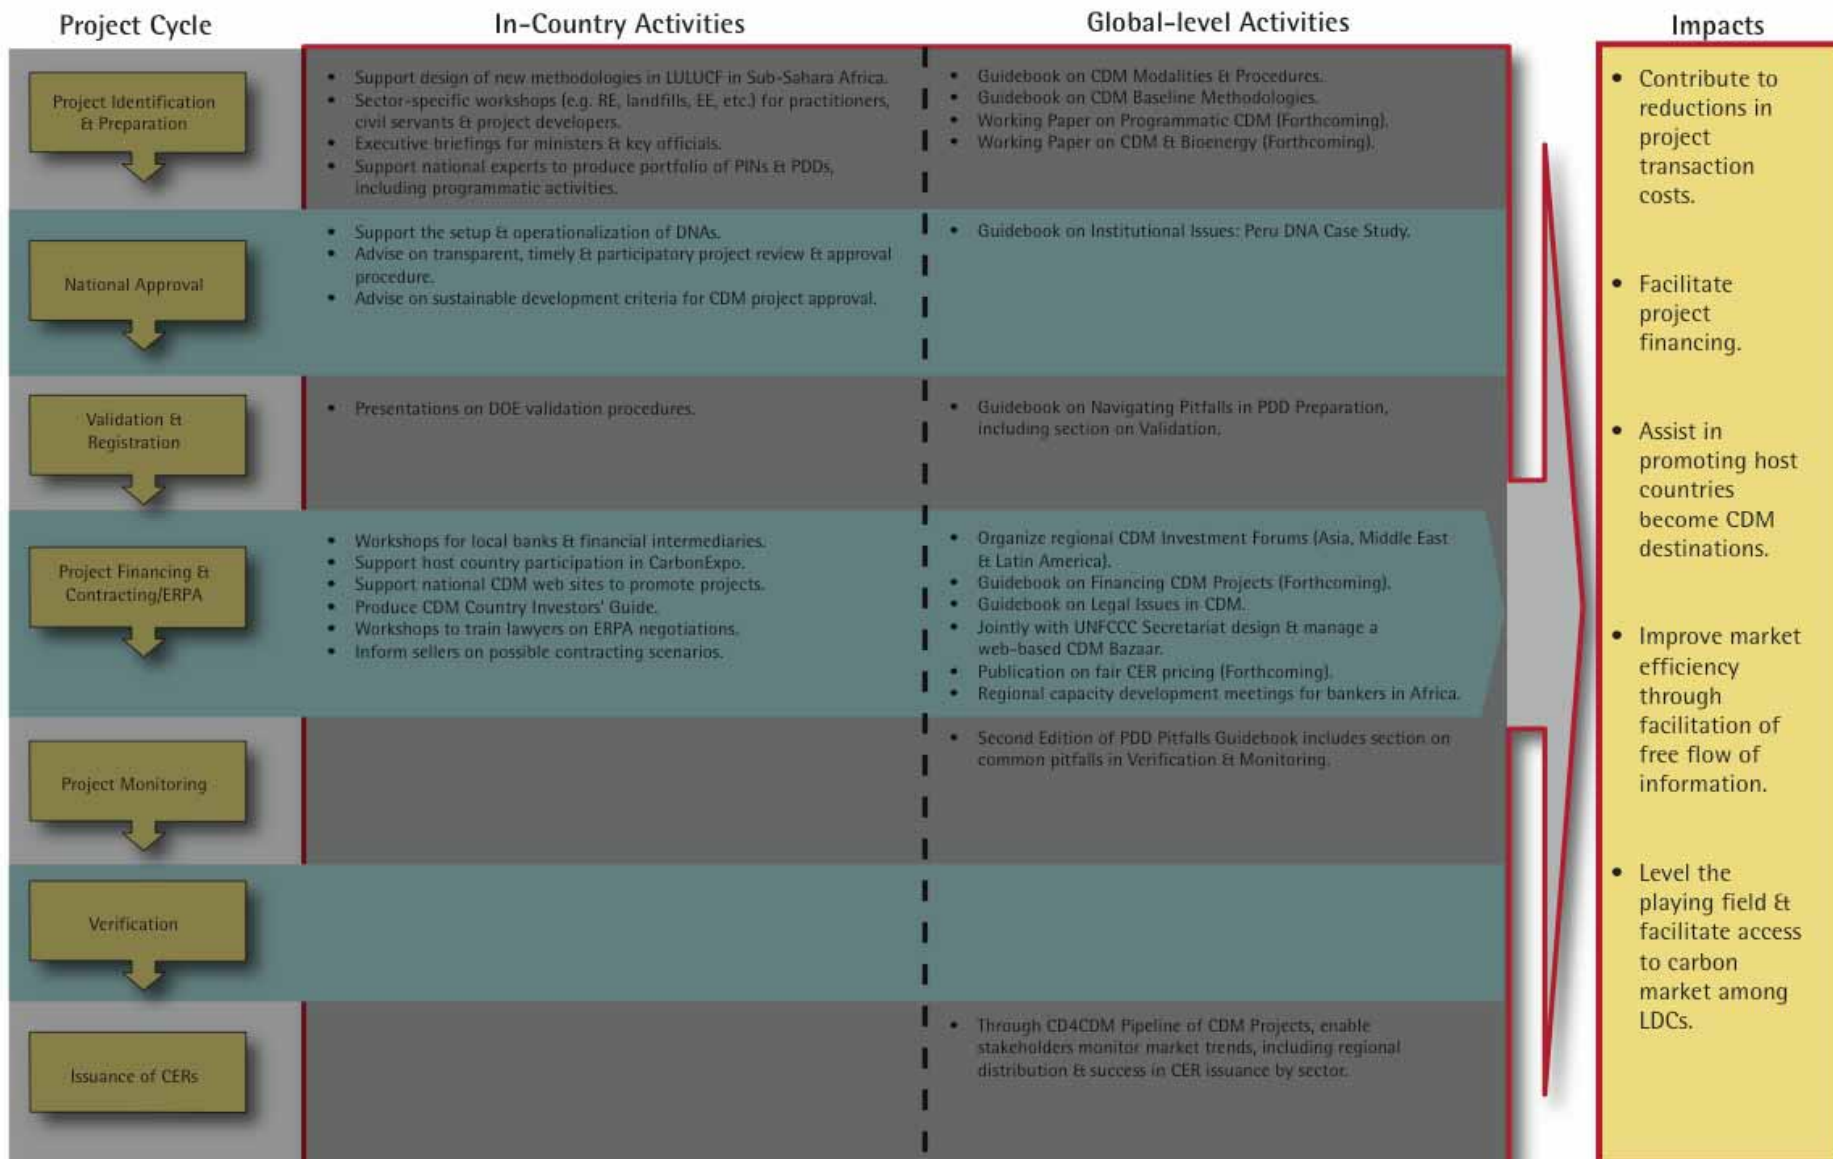 Project Cycle
In-Country Activities
Global-level Activities
Impacts
Project Identification
& Preparation
• Support design of new methodologies in LULUCF in Sub-Sahara Africa.
• Sector-specific workshops (e.g. RE, landfills, EE, etc.) for practitioners,
civil servants & project developers.
• Executive briefings for ministers & key officials.
• Support national experts to produce portfolio of PINs & PDDs,
including programmatic activities.
• Guidebook on CDM Modalities & Procedures.
• Guidebook on CDM Baseline Methodologies.
• Working Paper on Programmatic CDM (Forthcoming).
• Working Paper on CDM & Bioenergy (Forthcoming).
National Approval
• Support the setup & operationalization of DNAs.
• Advise on transparent, timely & participatory project review & approval
procedure.
• Advise on sustainable development criteria for CDM project approval.
• Guidebook on Institutional Issues: Peru DNA Case Study.
Validation &
Registration
• Presentations on DOE validation procedures.
• Guidebook on Navigating Pitfalls in PDD Preparation,
including section on Validation.
Project Financing &
Contracting/ERPA
• Workshops for local banks & financial intermediaries.
• Support host country participation in CarbonExpo.
• Support national CDM web sites to promote projects.
• Produce CDM Country Investors' Guide.
• Workshops to train lawyers on ERPA negotiations.
• Inform sellers on possible contracting scenarios.
• Organize regional CDM Investment Forums (Asia, Middle East
& Latin America).
• Guidebook on Financing CDM Projects (Forthcoming).
• Guidebook on Legal Issues in CDM.
• Jointly with UNFCCC Secretariat design & manage a
web-based CDM Bazaar.
• Publication on fair CER pricing (Forthcoming).
• Regional capacity development meetings for bankers in Africa.
Project Monitoring
• Second Edition of PDD Pitfalls Guidebook includes section on
common pitfalls in Verification & Monitoring.
Verification
Issuance of CERs
• Through CD4CDM Pipeline of CDM Projects, enable
stakeholders monitor market trends, including regional
distribution & success in CER issuance by sector.
• Contribute to
reductions in
project
transaction
costs.
• Facilitate
project
financing.
• Assist in
promoting host
countries
become CDM
destinations.
• Improve market
efficiency
through
facilitation of
free flow of
information.
• Level the
playing field &
facilitate access
to carbon
market among
LDCs.